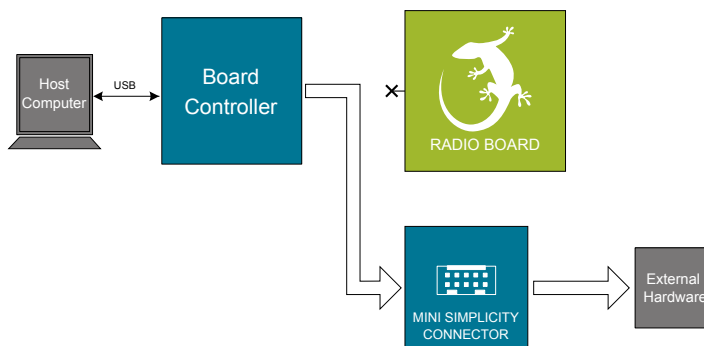 Host
Computer
USB
Board
Controller
RADIO BOARD
MINI SIMPLICITY
CONNECTOR
External
Hardware